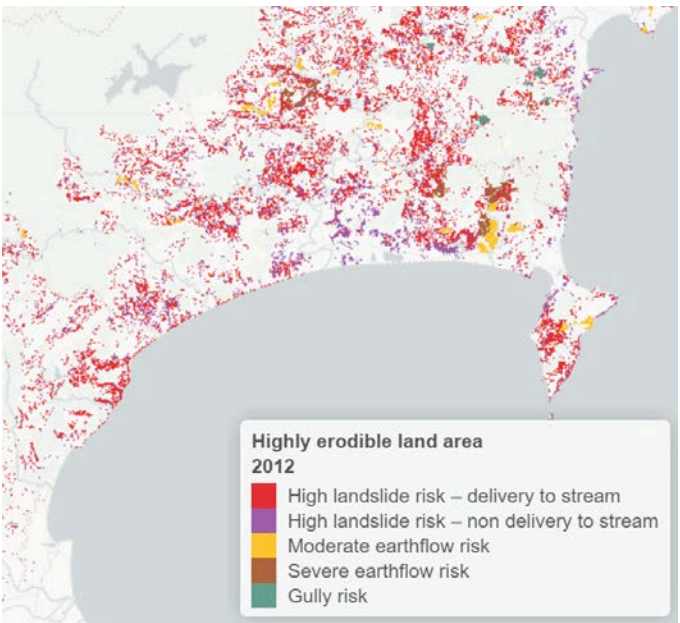 Highly erodible land area
2012
High landslide risk – delivery to stream
High landslide risk – non delivery to stream
Moderate earthflow risk
Severe earthflow risk
Gully risk